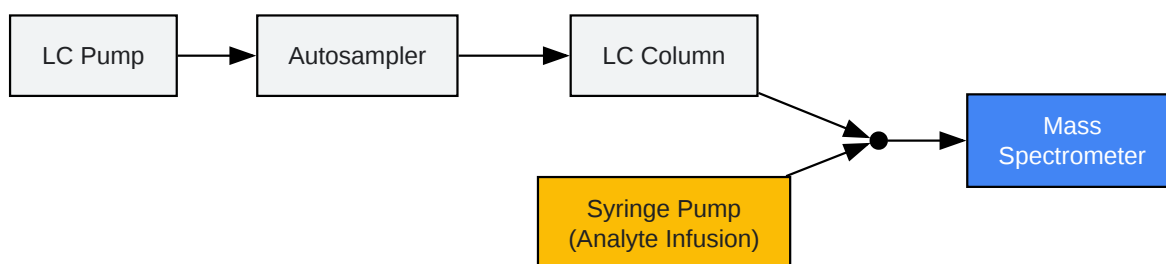 LC Pump
Autosampler
LC Column
Mass
Spectrometer
Syringe Pump
(Analyte Infusion)